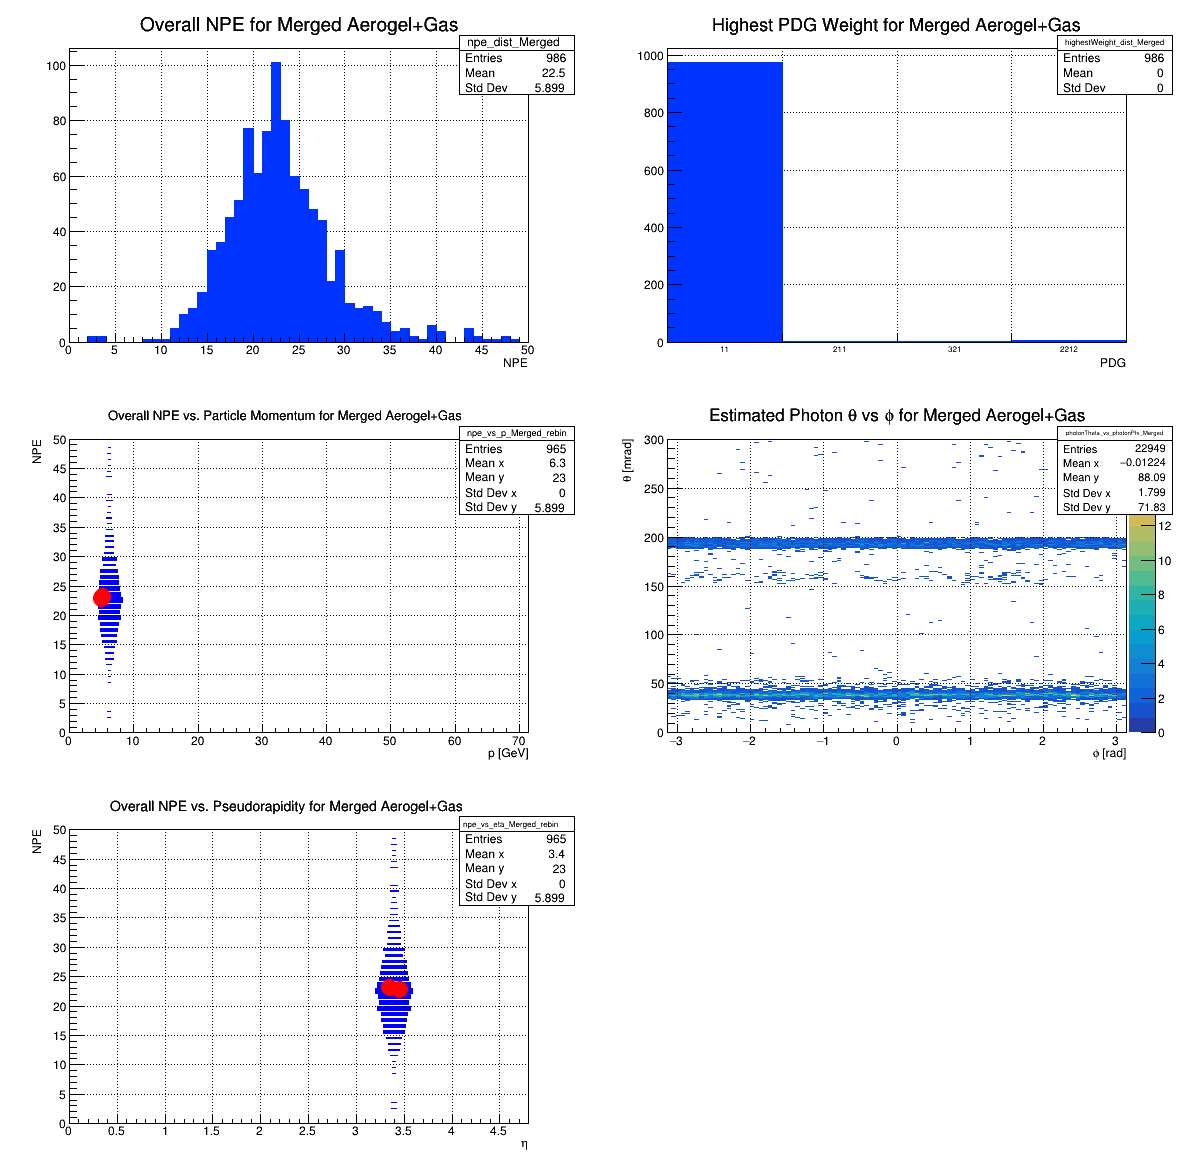 Overall NPE for Merged Aerogel+Gas
npe_dist_Merged
Entries 986
Mean 22.5
Std Dev 5.899
100
80
60
40
20
0
0 5 10 15 20 25 30 35 40 45 50
NPE
Highest PDG Weight for Merged Aerogel+Gas
highestWeight_dist_Merged
Entries 986
Mean 0
Std Dev 0
1000
800
600
400
200
0
11 211 321 2212
PDG
Overall NPE vs. Particle Momentum for Merged Aerogel+Gas
npe_vs_p_Merged_rebin
Entries 965
Mean x 6.3
Mean y 23
Std Dev x 0
Std Dev y 5.899
NPE
50
45
40
35
30
25
20
15
10
5
0
0 10 20 30 40 50 60 70
p [GeV]
Estimated Photon θ vs ϕ for Merged Aerogel+Gas
photonTheta_vs_photonPhi_Merged
Entries 22949
Mean x −0.01224
Mean y 88.09
Std Dev x 1.799
Std Dev y 71.83
θ [mrad]
300
250
200
150
100
50
0
−3 −2 −1 0 1 2 3
ϕ [rad]
12
10
8
6
4
2
0
Overall NPE vs. Pseudorapidity for Merged Aerogel+Gas
npe_vs_eta_Merged_rebin
Entries 965
Mean x 3.4
Mean y 23
Std Dev x 0
Std Dev y 5.899
NPE
50
45
40
35
30
25
20
15
10
5
0
0 0.5 1 1.5 2 2.5 3 3.5 4 4.5
η